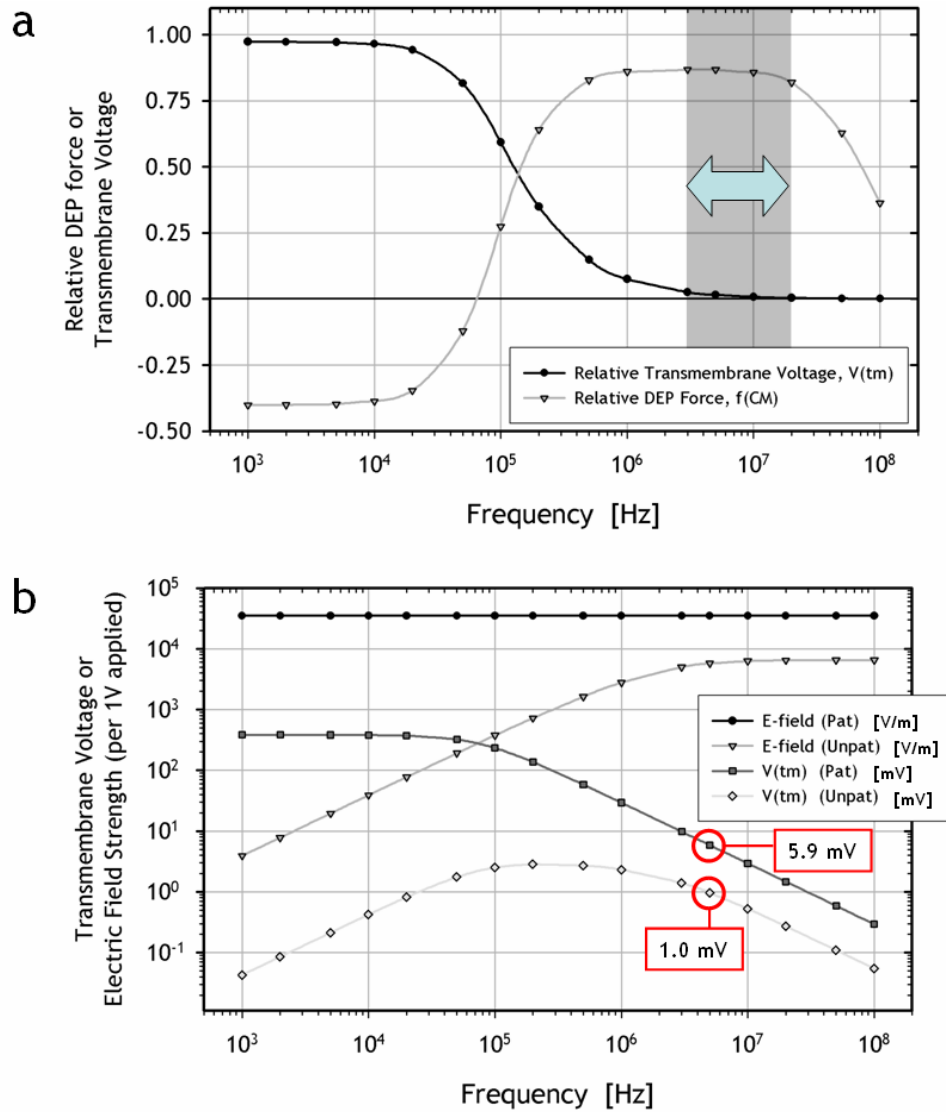 a
Relative DEP force or
Transmembrane Voltage
1.00
0.75
0.50
0.25
0.00
-0.25
-0.50
Relative Transmembrane Voltage, V(tm)
Relative DEP Force, f(CM)
10³ 10⁴ 10⁵ 10⁶ 10⁷ 10⁸
Frequency [Hz]
b
Transmembrane Voltage or
Electric Field Strength (per 1V applied)
10⁵
10⁴
10³
10²
10¹
10⁰
10⁻¹
E-field (Pat) [V/m]
E-field (Unpat) [V/m]
V(tm) (Pat) [mV]
V(tm) (Unpat) [mV]
5.9 mV
1.0 mV
10³ 10⁴ 10⁵ 10⁶ 10⁷ 10⁸
Frequency [Hz]